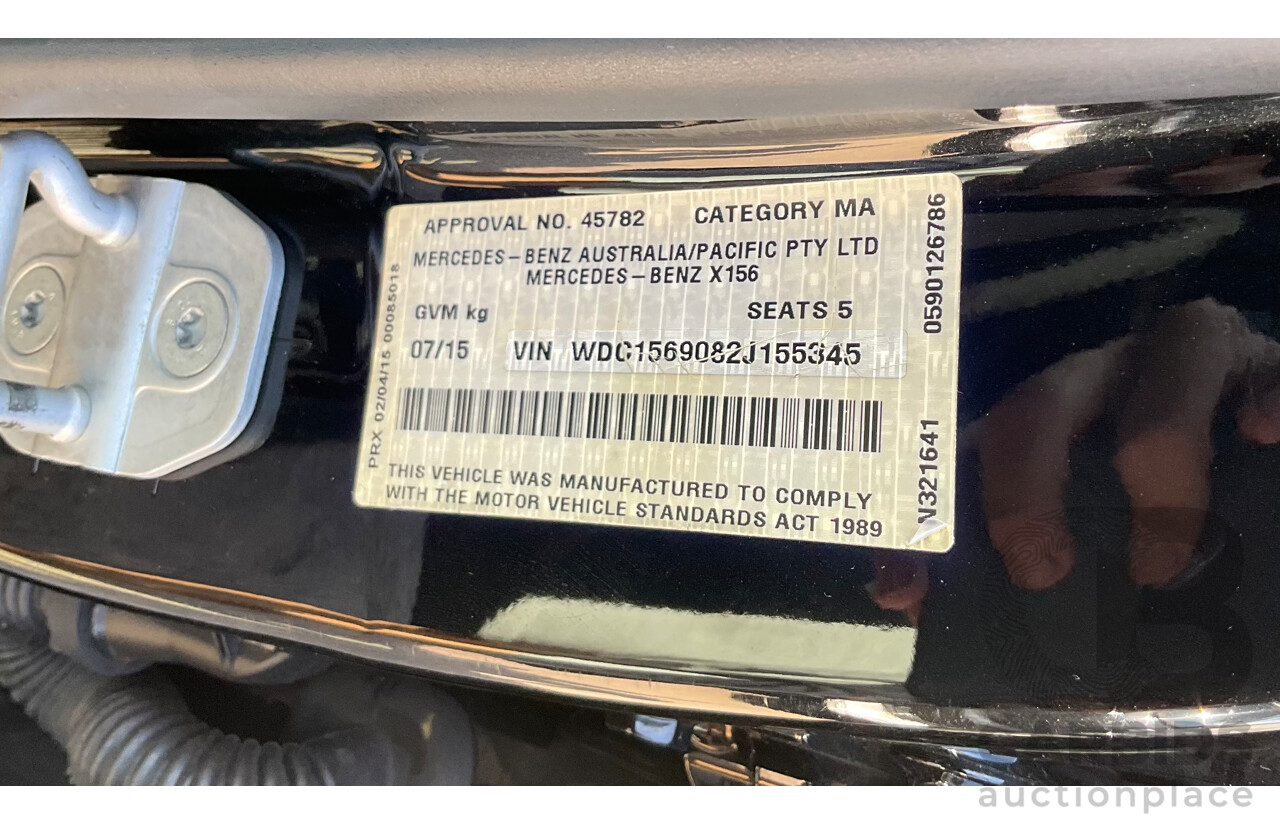 APPROVAL NO. 45782 CATEGORY MA
MERCEDES-BENZ AUSTRALIA/PACIFIC PTY LTD
MERCEDES-BENZ X156
GVM kg SEATS 5
07/15 VIN WDC1569082J155345
THIS VEHICLE WAS MANUFACTURED TO COMPLY
WITH THE MOTOR VEHICLE STANDARDS ACT 1989
PRX 02/04/15 00085018
0590126786
N321641
auctionplace